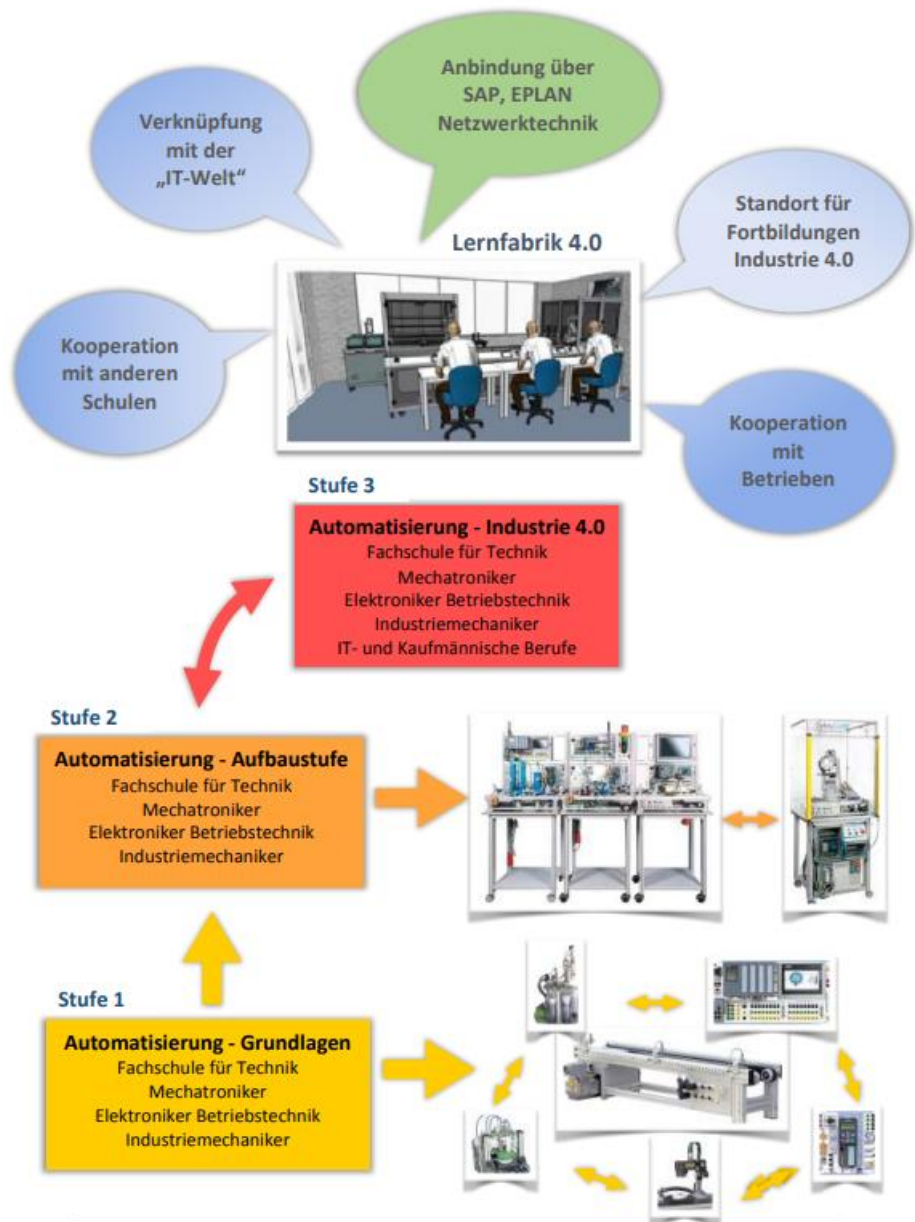 Anbindung über
SAP, EPLAN
Netzwerktechnik
Verknüpfung
mit der
„IT-Welt“
Standort für
Fortbildungen
Industrie 4.0
Lernfabrik 4.0
Kooperation
mit anderen
Schulen
Kooperation
mit
Betrieben
Stufe 3
Automatisierung - Industrie 4.0
Fachschule für Technik
Mechatroniker
Elektroniker Betriebstechnik
Industriemechaniker
IT- und Kaufmännische Berufe
Stufe 2
Automatisierung - Aufbaustufe
Fachschule für Technik
Mechatroniker
Elektroniker Betriebstechnik
Industriemechaniker
Stufe 1
Automatisierung - Grundlagen
Fachschule für Technik
Mechatroniker
Elektroniker Betriebstechnik
Industriemechaniker